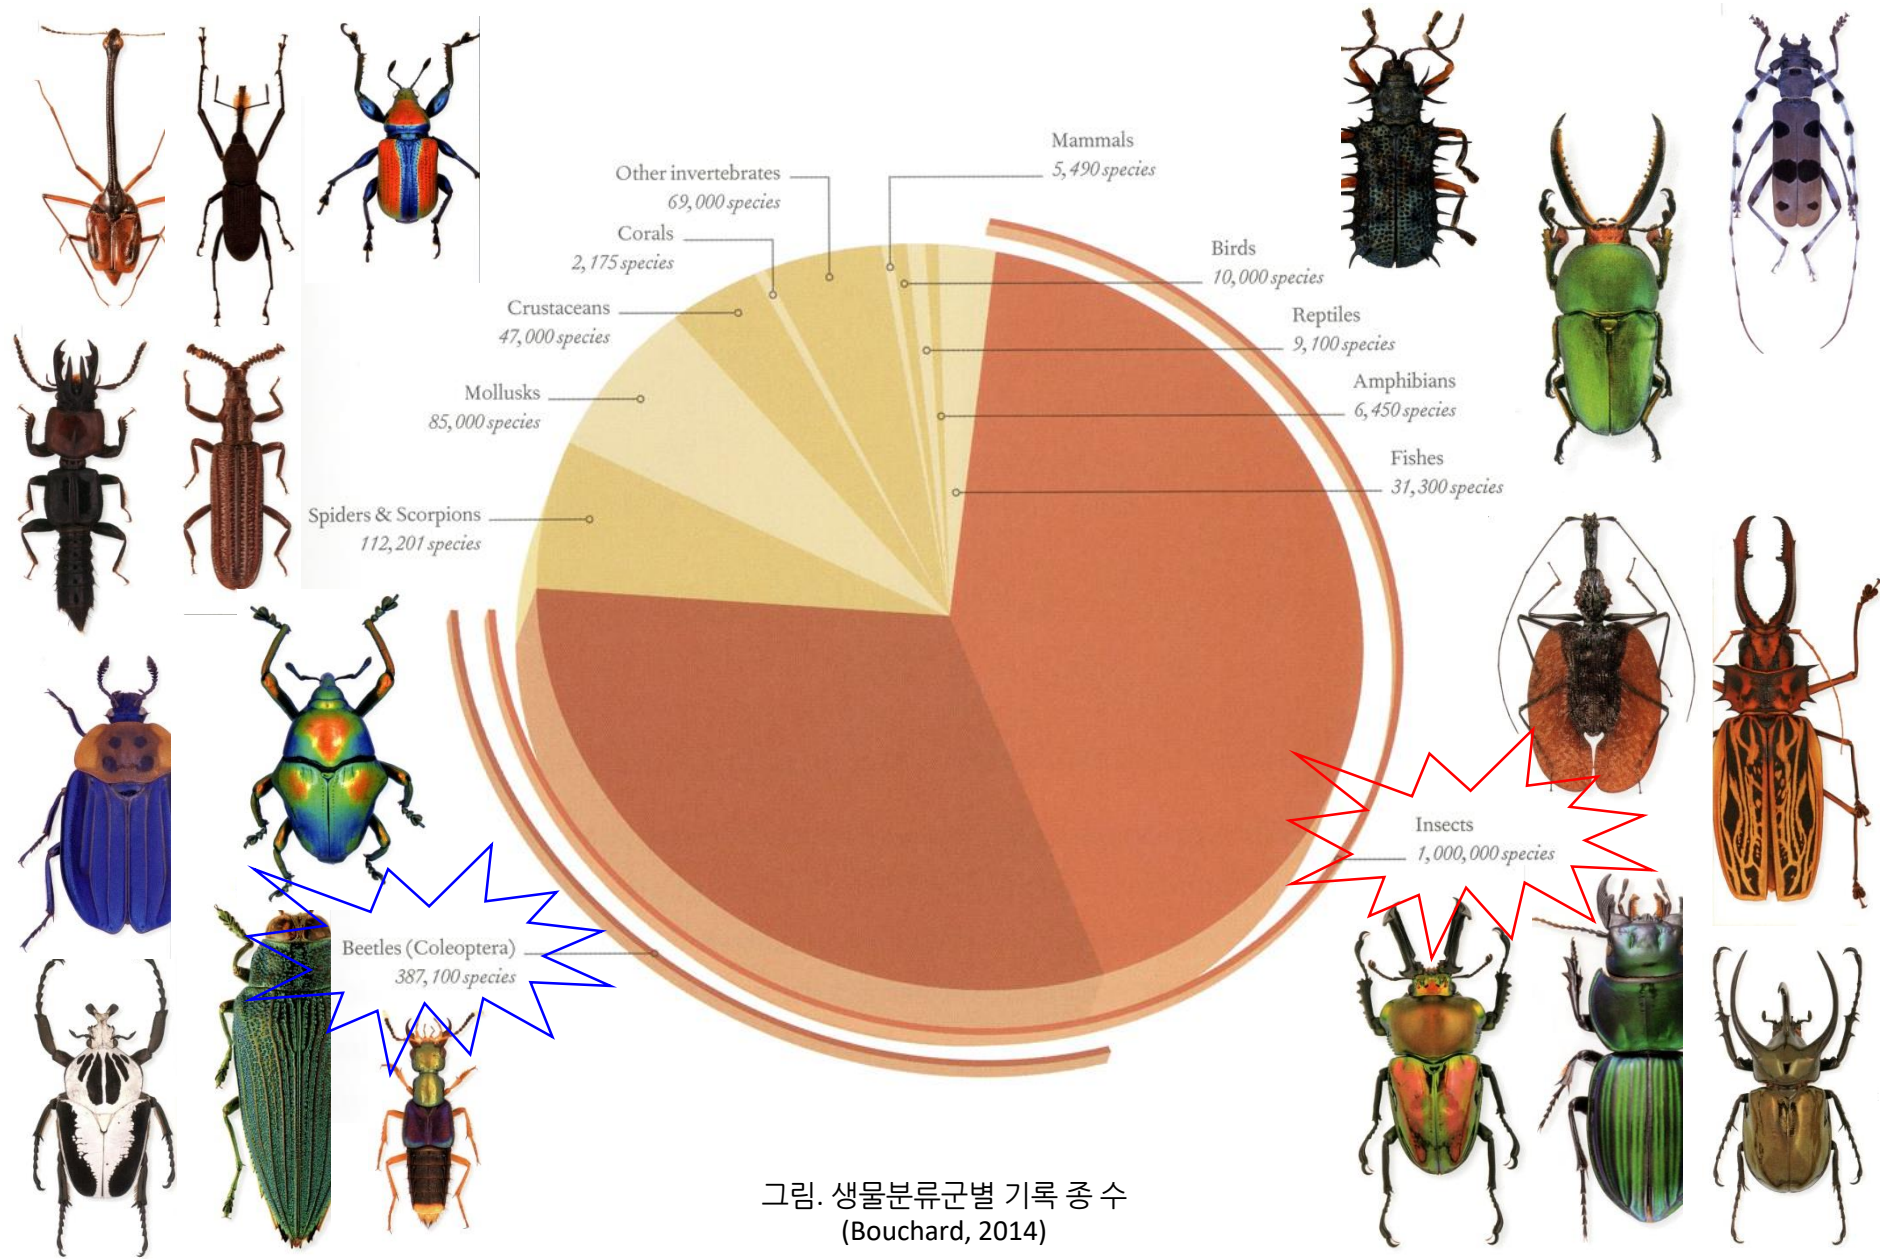 Mammals
5,490 species
Other invertebrates
69,000 species
Corals
2,175 species
Birds
10,000 species
Crustaceans
47,000 species
Reptiles
9,100 species
Mollusks
85,000 species
Amphibians
6,450 species
Fishes
31,300 species
Spiders & Scorpions
112,201 species
Insects
1,000,000 species
Beetles (Coleoptera)
387,100 species
그림. 생물분류군별 기록 종 수
(Bouchard, 2014)